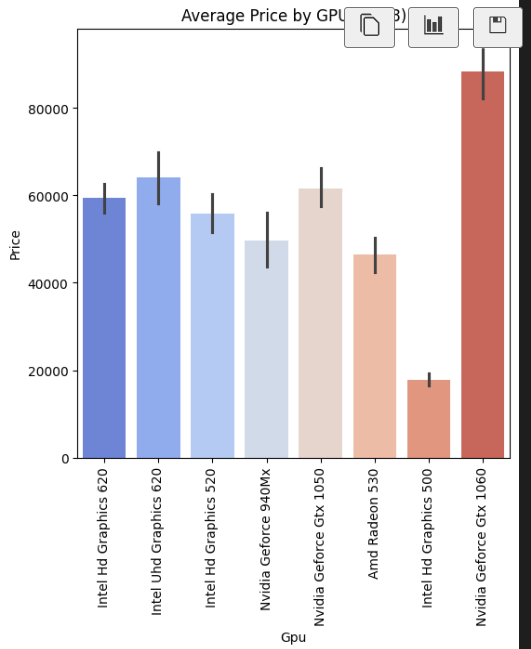 Average Price by GPU
80000
60000
40000
20000
0
Price
Intel Hd Graphics 620
Intel Uhd Graphics 620
Intel Hd Graphics 520
Nvidia Geforce 940Mx
Nvidia Geforce Gtx 1050
Amd Radeon 530
Intel Hd Graphics 500
Nvidia Geforce Gtx 1060
Gpu